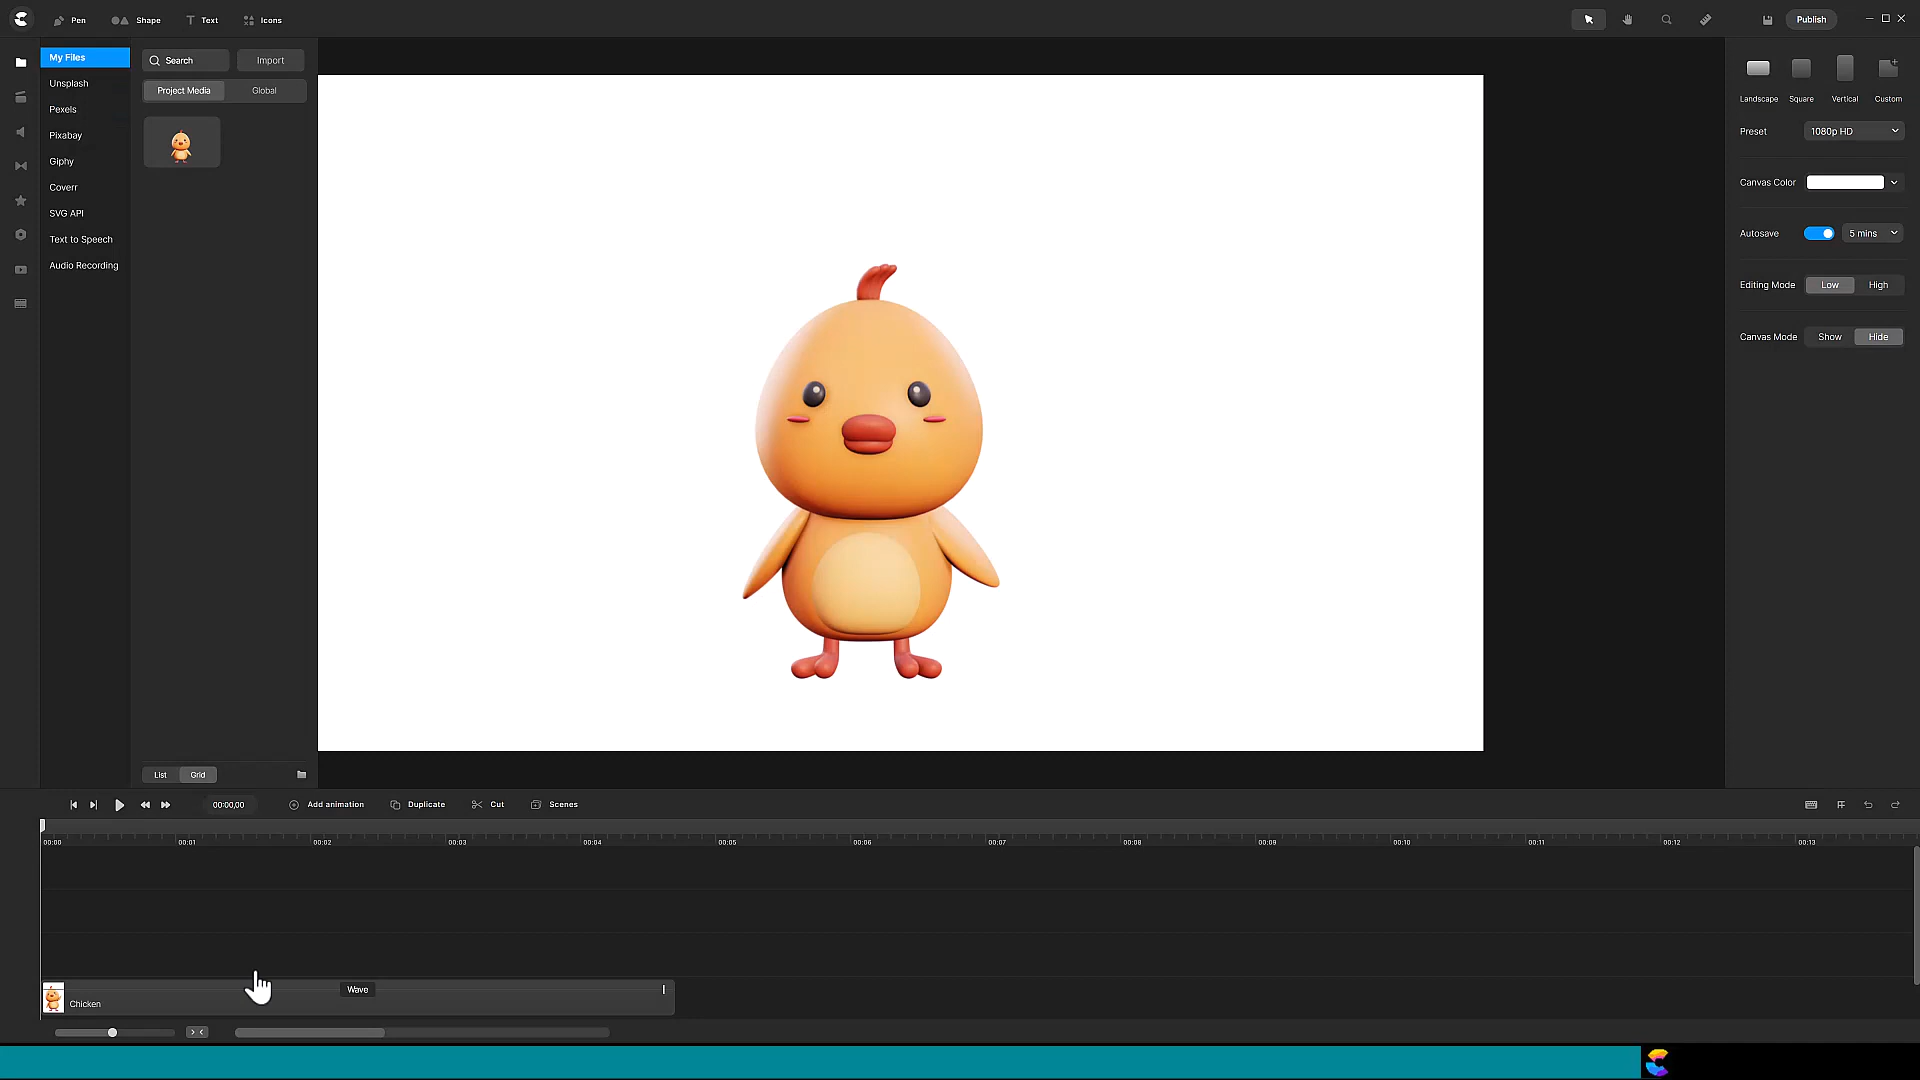 Pen
Shape
Text
Icons
Publish
My Files
Unsplash
Pexels
Pixabay
Giphy
Coverr
SVG API
Text to Speech
Audio Recording
Search
Import
Project Media
Global
List
Grid
Landscape
Square
Vertical
Custom
Preset
1080p HD
Canvas Color
Autosave
5 mins
Editing Mode
Low
High
Canvas Mode
Show
Hide
00:00,00
Add animation
Duplicate
Cut
Scenes
00:00
00:01
00:02
00:03
00:04
00:05
00:06
00:07
00:08
00:09
00:10
00:11
00:12
00:13
Wave
Chicken